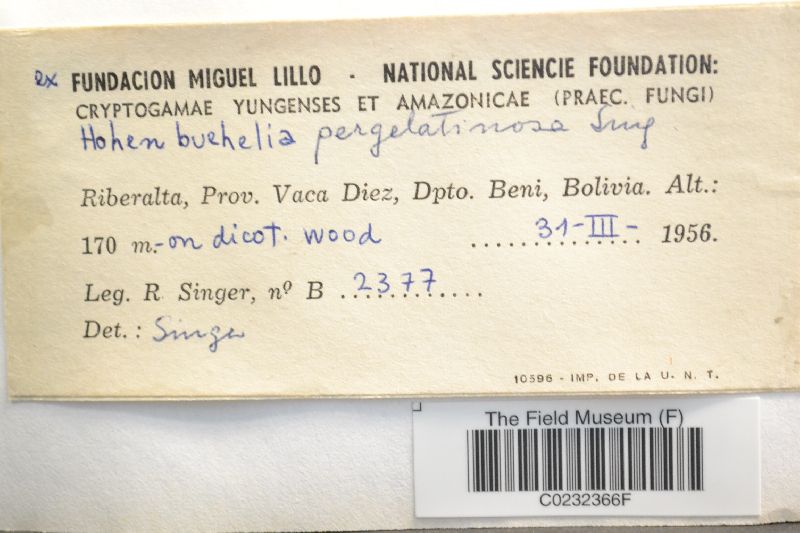 ex FUNDACION MIGUEL LILLO - NATIONAL SCIENCIE FOUNDATION:
CRYPTOGAMAE YUNGENSES ET AMAZONICAE (PRAEC. FUNGI)
Hohenbuehelia pergelatinosa Sing
Riberalta, Prov. Vaca Diez, Dpto. Beni, Bolivia. Alt.:
170 m.-on dicot. wood 31-III- 1956.
Leg. R Singer, nº B 2377
Det.: Singer
10596 - IMP. DE LA U. N. T.
The Field Museum (F)
C0232366F